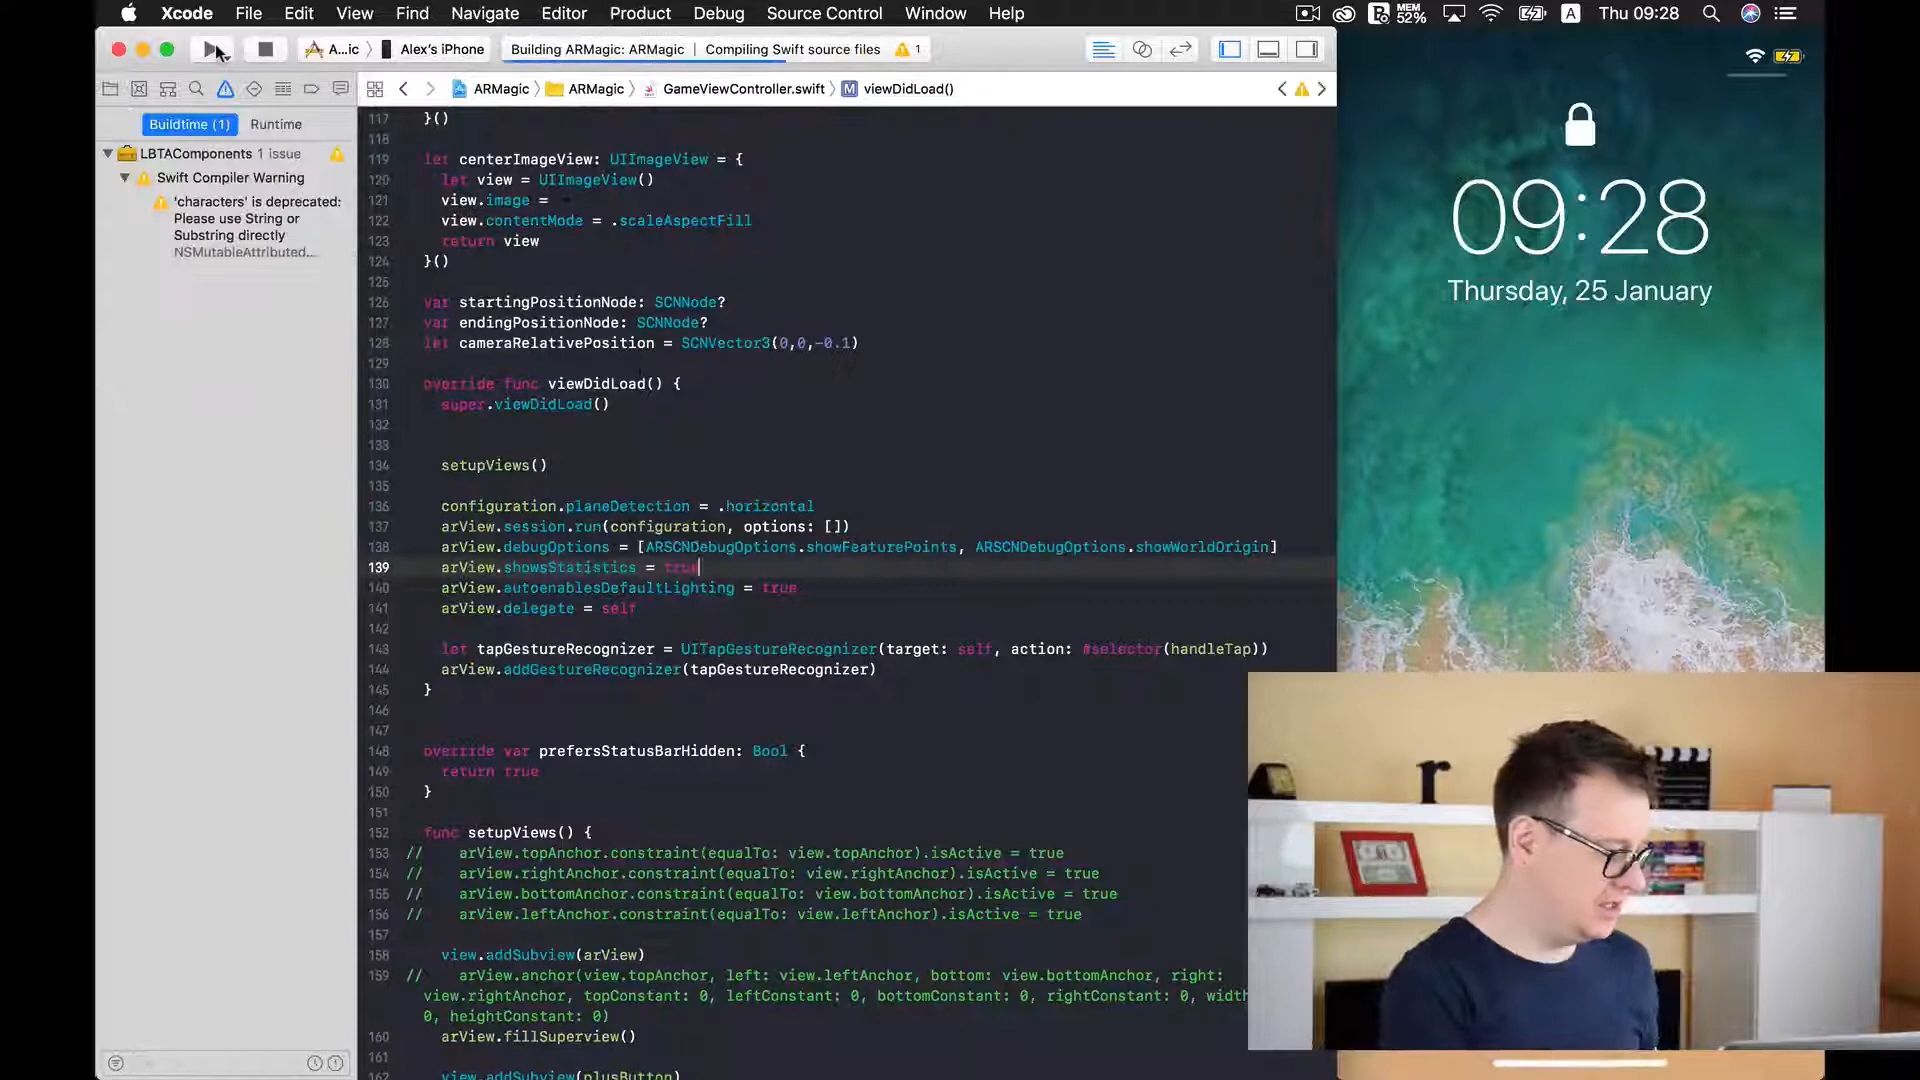 Xcode File Edit View Find Navigate Editor Product Debug Source Control Window Help MEM 52% A Thu 09:28
A...ic Alex's iPhone Building ARMagic: ARMagic | Compiling Swift source files 1
ARMagic ARMagic GameViewController.swift M viewDidLoad()
Buildtime (1) Runtime
LBTAComponents 1 issue
Swift Compiler Warning
'characters' is deprecated:
Please use String or
Substring directly
NSMutableAttributed...
117 }()
118
119 let centerImageView: UIImageView = {
120 let view = UIImageView()
121 view.image =
122 view.contentMode = .scaleAspectFill
123 return view
124 }()
125
126 var startingPositionNode: SCNNode?
127 var endingPositionNode: SCNNode?
128 let cameraRelativePosition = SCNVector3(0,0,-0.1)
129
130 override func viewDidLoad() {
131 super.viewDidLoad()
132
133
134 setupViews()
135
136 configuration.planeDetection = .horizontal
137 arView.session.run(configuration, options: [])
138 arView.debugOptions = [ARSCNDebugOptions.showFeaturePoints, ARSCNDebugOptions.showWorldOrigin]
139 arView.showsStatistics = true
140 arView.autoenablesDefaultLighting = true
141 arView.delegate = self
142
143 let tapGestureRecognizer = UITapGestureRecognizer(target: self, action: #selector(handleTap))
144 arView.addGestureRecognizer(tapGestureRecognizer)
145 }
146
147
148 override var prefersStatusBarHidden: Bool {
149 return true
150 }
151
152 func setupViews() {
153 // arView.topAnchor.constraint(equalTo: view.topAnchor).isActive = true
154 // arView.rightAnchor.constraint(equalTo: view.rightAnchor).isActive = true
155 // arView.bottomAnchor.constraint(equalTo: view.bottomAnchor).isActive = true
156 // arView.leftAnchor.constraint(equalTo: view.leftAnchor).isActive = true
157
158 view.addSubview(arView)
159 // arView.anchor(view.topAnchor, left: view.leftAnchor, bottom: view.bottomAnchor, right:
view.rightAnchor, topConstant: 0, leftConstant: 0, bottomConstant: 0, rightConstant: 0, width
0, heightConstant: 0)
160 arView.fillSuperview()
161
162 view.addSubview(plusButton)
09:28
Thursday, 25 January